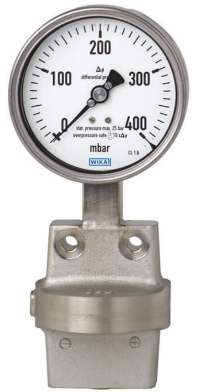 200
Δp
differential pr
100
300
0
400
stat. pressure max. 25 bar
overpressure safe
10 x Δp
mbar
CL 1.6
WIKA